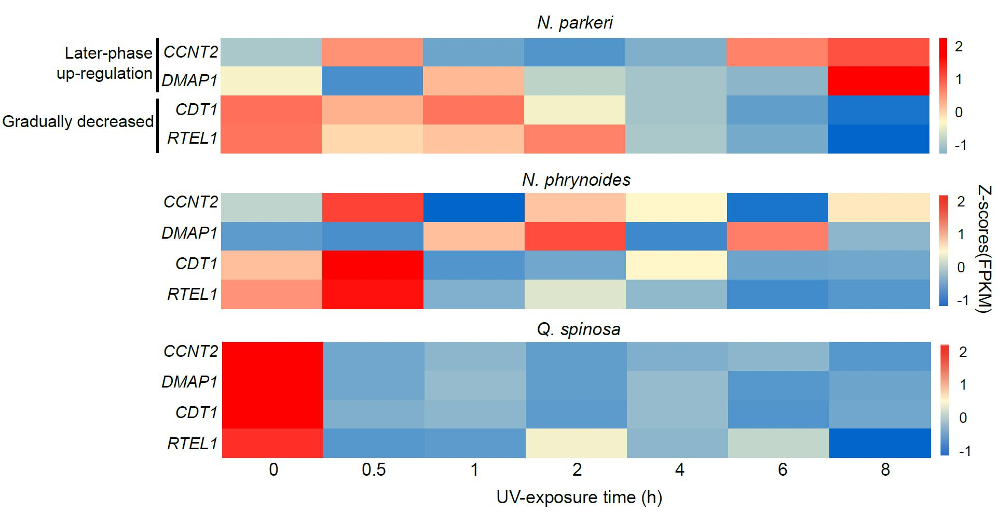 N. parkeri
Later-phase
up-regulation
CCNT2
DMAP1
Gradually decreased
CDT1
RTEL1
2
1
0
-1
N. phrynoides
CCNT2
DMAP1
CDT1
RTEL1
2
1
0
-1
Z-scores(FPKM)
Q. spinosa
CCNT2
DMAP1
CDT1
RTEL1
2
1
0
-1
0 0.5 1 2 4 6 8
UV-exposure time (h)